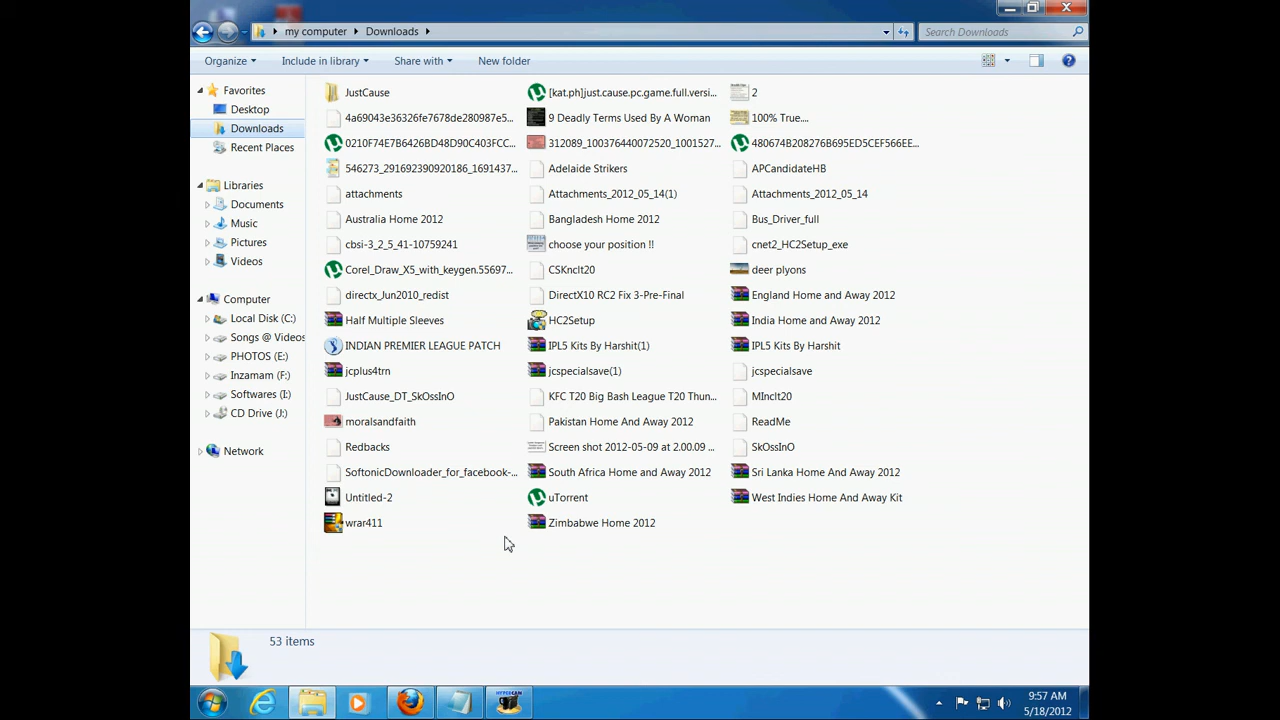 my computer Downloads
Search Downloads
Organize Include in library Share with New folder
Favorites
Desktop
Downloads
Recent Places
Libraries
Documents
Music
Pictures
Videos
Computer
Local Disk (C:)
Songs @ Videos
PHOTOS (E:)
Inzamam (F:)
Softwares (I:)
CD Drive (J:)
Network
JustCause [kat.ph]just.cause.pc.game.full.versi... 2
4a69043e36326fe7678de280987e5... 9 Deadly Terms Used By A Woman 100% True....
0210F74E7B6426BD48D90C403FCC... 312089_100376440072520_1001527... 480674B208276B695ED5CEF566EE...
546273_291692390920186_1691437... Adelaide Strikers APCandidateHB
attachments Attachments_2012_05_14(1) Attachments_2012_05_14
Australia Home 2012 Bangladesh Home 2012 Bus_Driver_full
cbsi-3_2_5_41-10759241 choose your position !! cnet2_HC2Setup_exe
Corel_Draw_X5_with_keygen.55697... CSKnclt20 deer plyons
directx_Jun2010_redist DirectX10 RC2 Fix 3-Pre-Final England Home and Away 2012
Half Multiple Sleeves HC2Setup India Home and Away 2012
INDIAN PREMIER LEAGUE PATCH IPL5 Kits By Harshit(1) IPL5 Kits By Harshit
jcplus4trn jcspecialsave(1) jcspecialsave
JustCause_DT_SkOssInO KFC T20 Big Bash League T20 Thun... MInclt20
moralsandfaith Pakistan Home And Away 2012 ReadMe
Redbacks Screen shot 2012-05-09 at 2.00.09 ... SkOssInO
SoftonicDownloader_for_facebook-... South Africa Home and Away 2012 Sri Lanka Home And Away 2012
Untitled-2 uTorrent West Indies Home And Away Kit
wrar411 Zimbabwe Home 2012
53 items
9:57 AM
5/18/2012